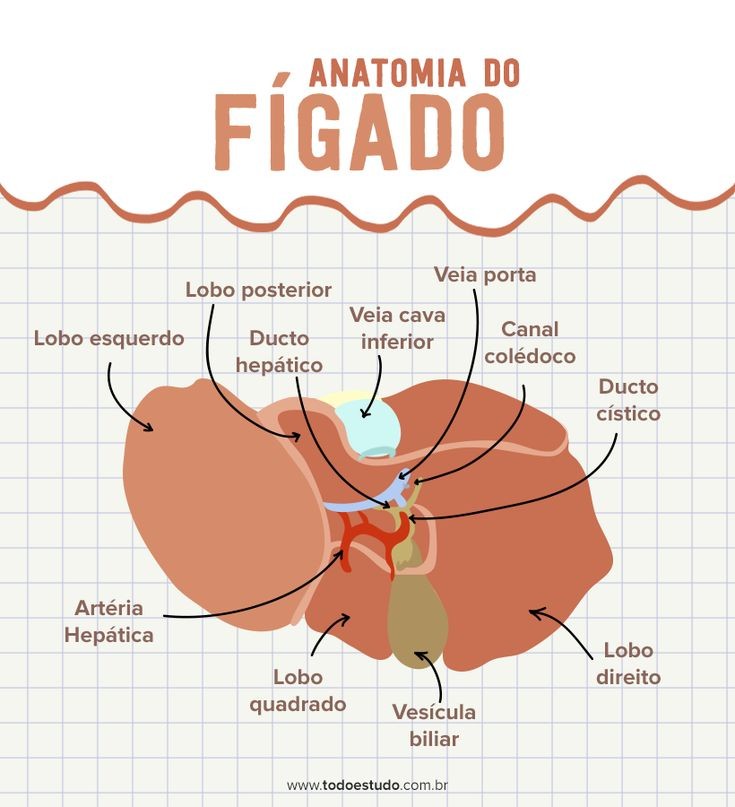 ANATOMIA DO
FÍGADO
Veia porta
Lobo posterior
Veia cava
inferior
Canal
colédoco
Lobo esquerdo
Ducto
hepático
Ducto
cístico
Artéria
Hepática
Lobo
quadrado
Lobo
direito
Vesícula
biliar
www.todoestudo.com.br